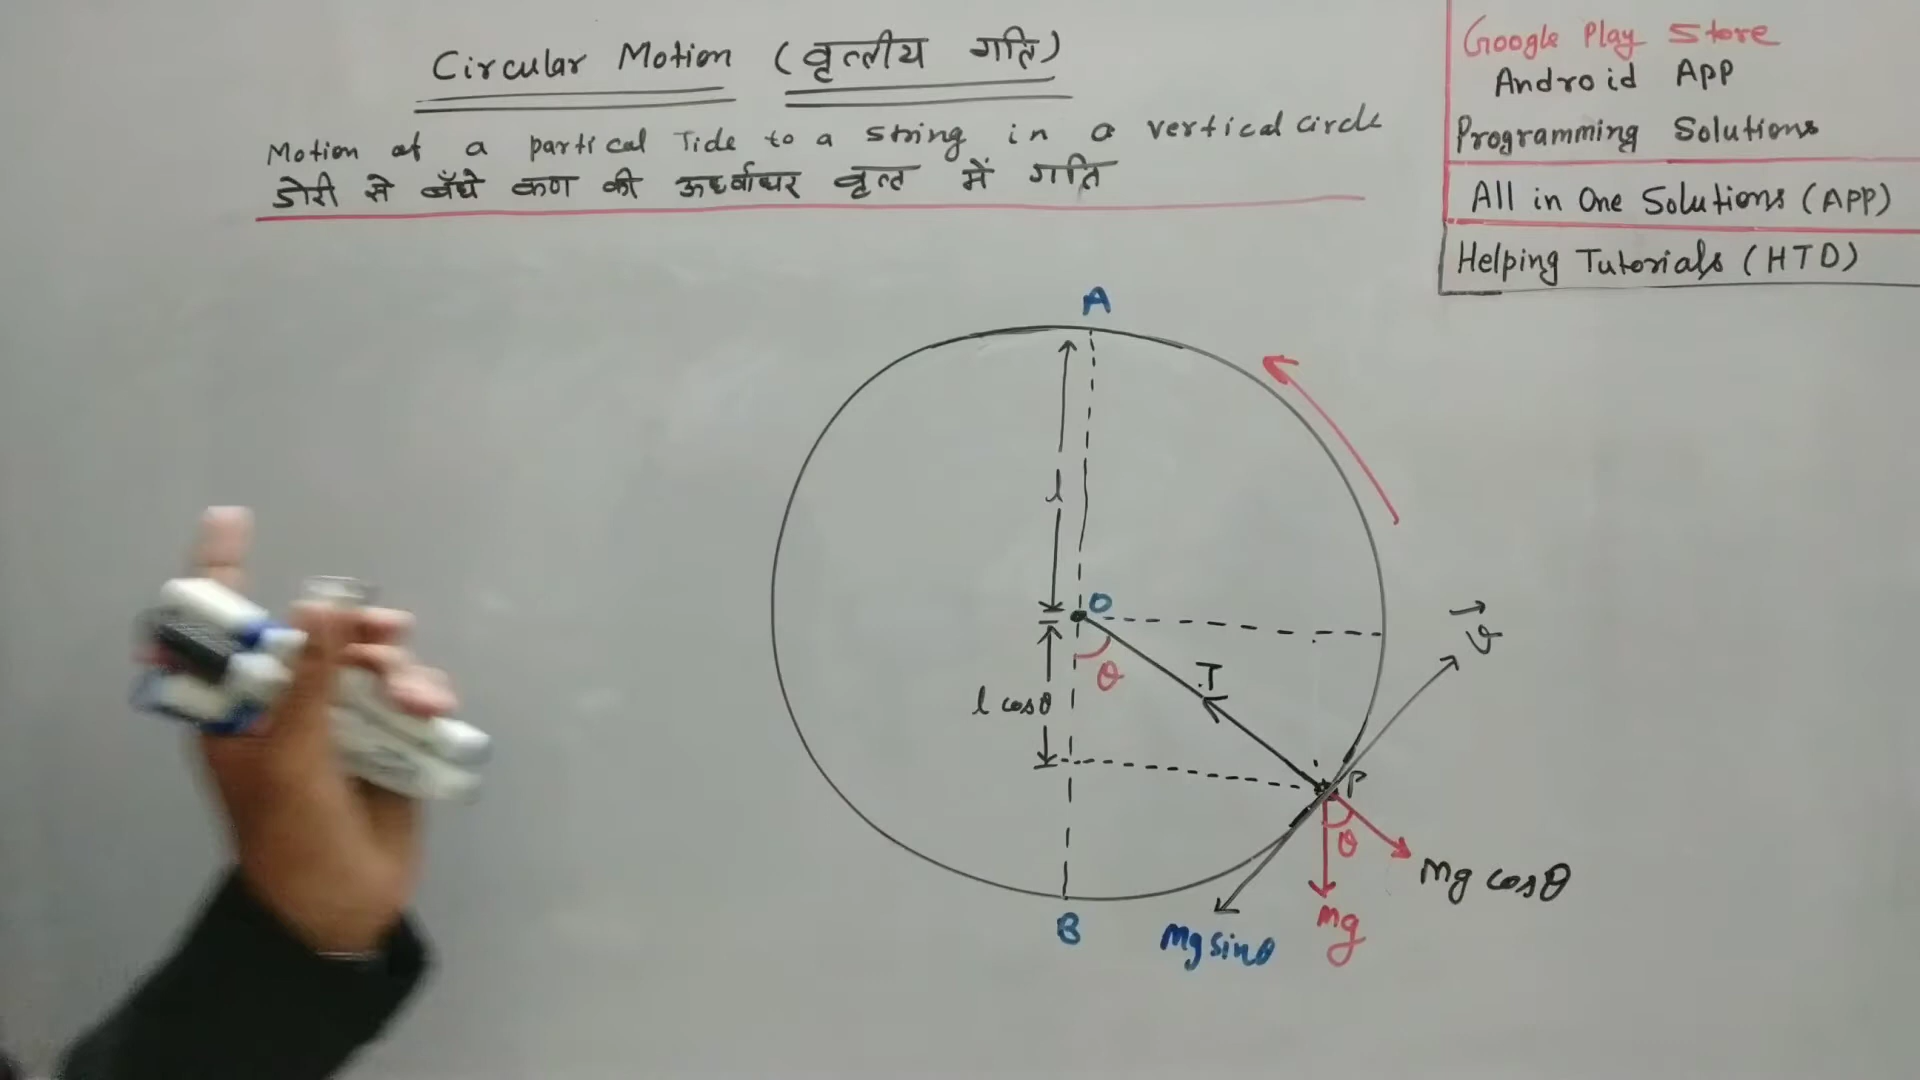 Circular Motion (वृत्तीय गति)
Motion of a partical Tide to a string in a vertical circle
डोरी से बँधे कण की ऊर्ध्वाधर वृत्त में गति
Google Play Store
Android App
Programming Solutions
All in One Solutions (APP)
Helping Tutorials (HTD)
A
l
O
θ
T
l cosθ
v
P
θ
mg cosθ
mg
mg sinθ
B